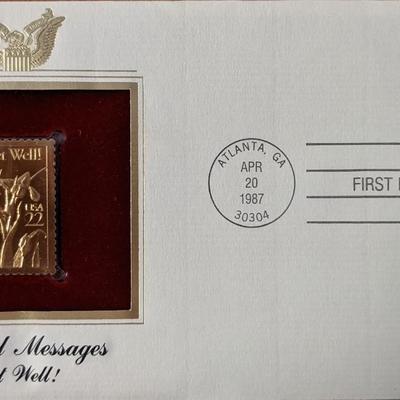 Well!
USA
22
ATLANTA, GA
APR
20
1987
30304
FIRST
Messages
Well!